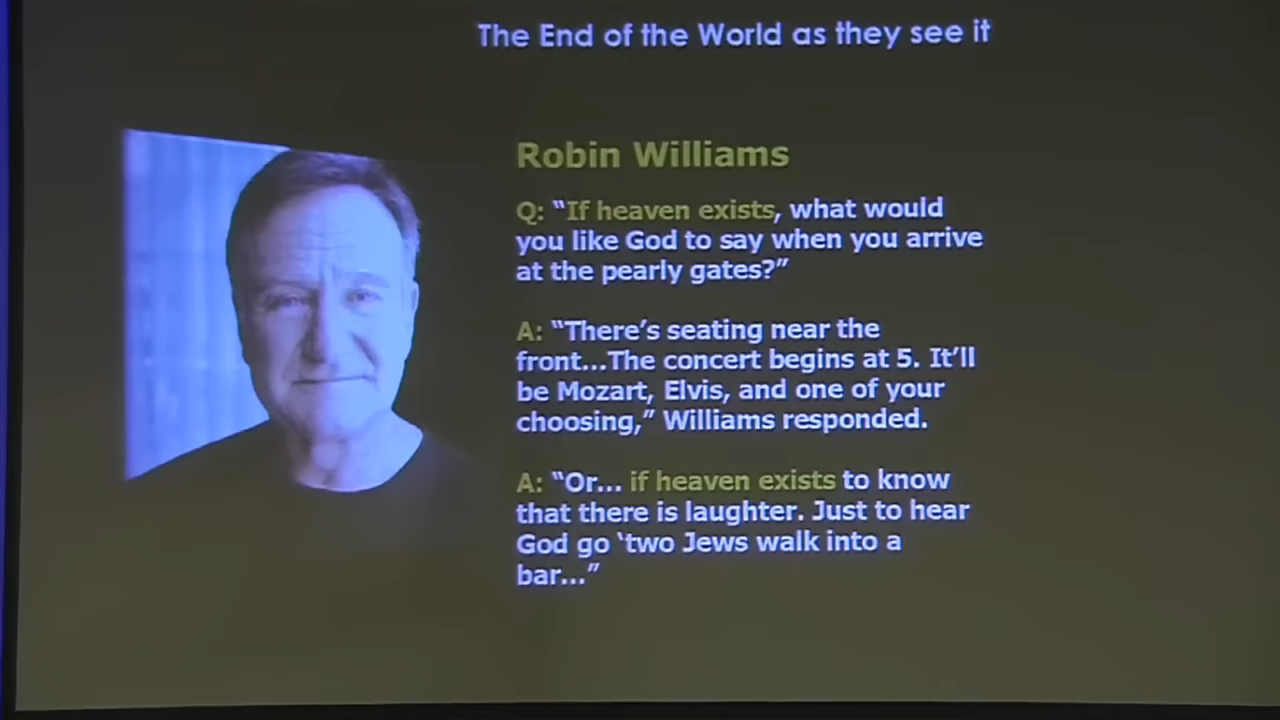 The End of the World as they see it
Robin Williams
Q: “If heaven exists, what would
you like God to say when you arrive
at the pearly gates?”
A: “There’s seating near the
front...The concert begins at 5. It’ll
be Mozart, Elvis, and one of your
choosing,” Williams responded.
A: “Or... if heaven exists to know
that there is laughter. Just to hear
God go ‘two Jews walk into a
bar...”